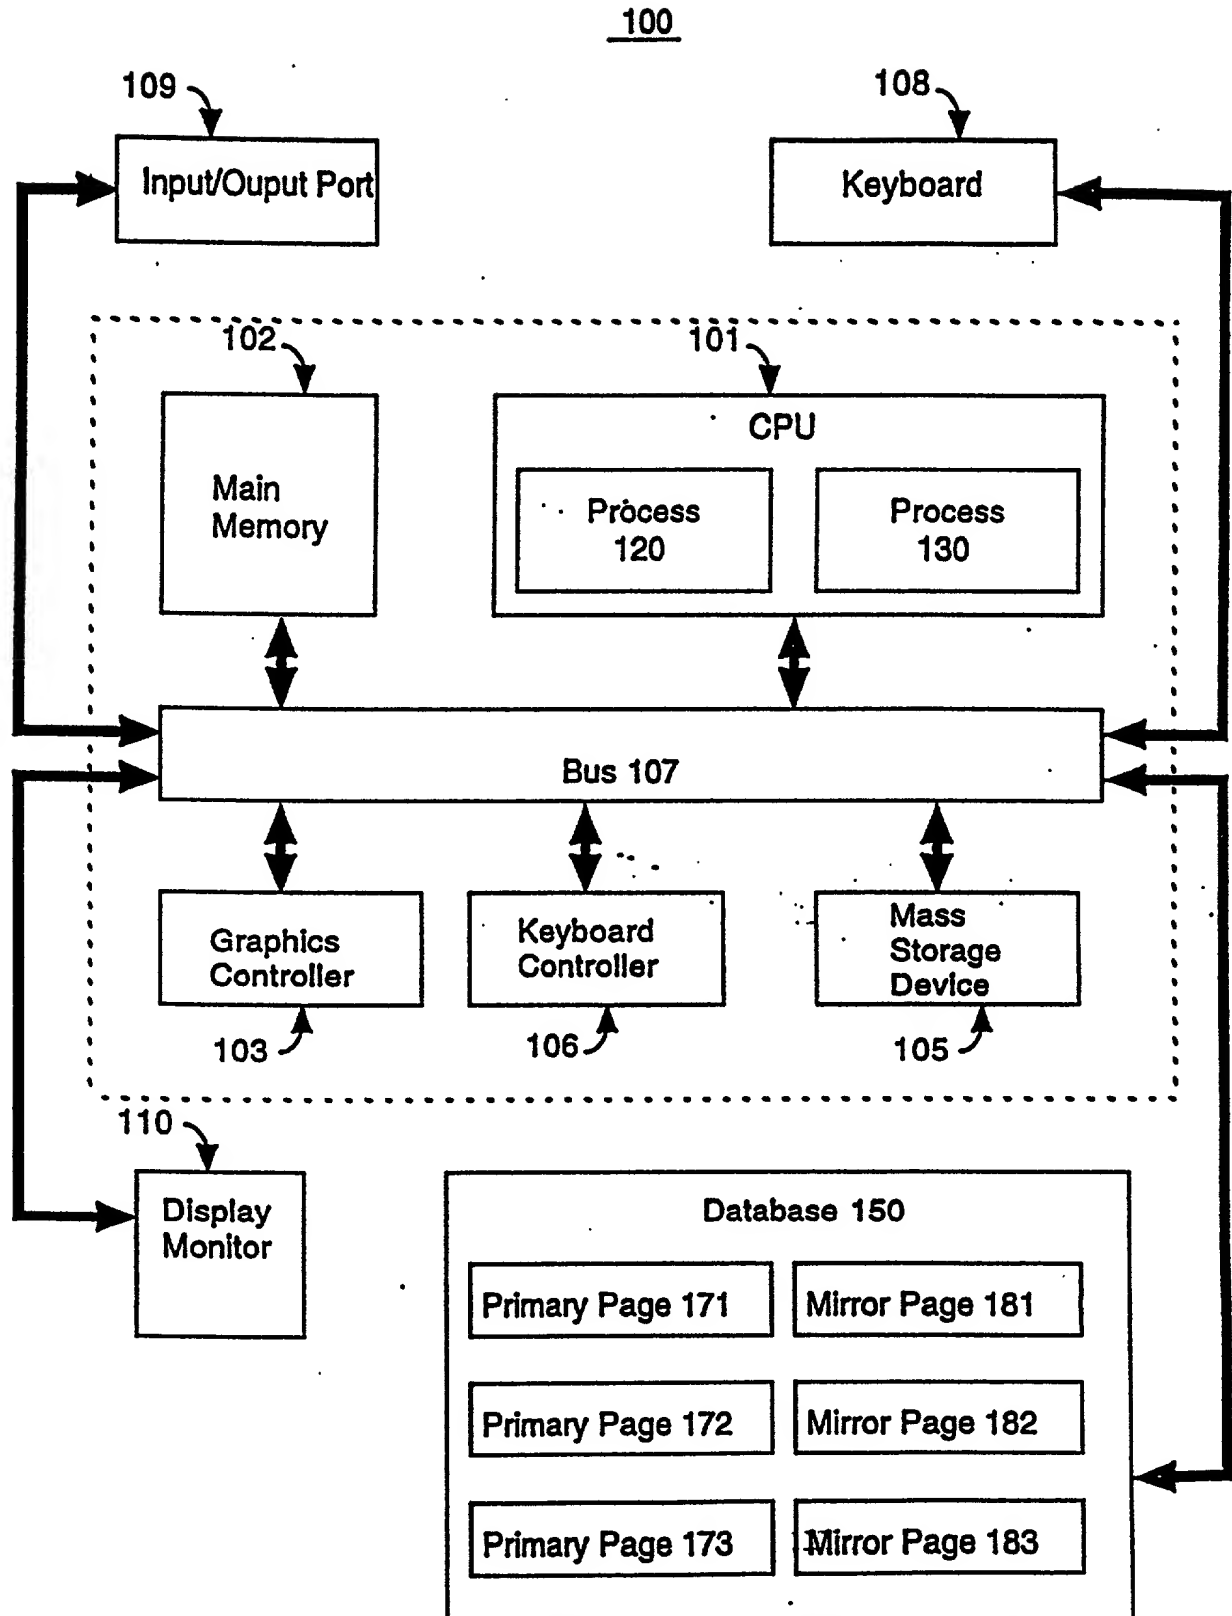 100
109
108
Input/Ouput Port
Keyboard
102
101
CPU
Main
Memory
Process
120
Process
130
Bus 107
Graphics
Controller
Keyboard
Controller
Mass
Storage
Device
103
106
105
110
Display
Monitor
Database 150
Primary Page 171
Mirror Page 181
Primary Page 172
Mirror Page 182
Primary Page 173
Mirror Page 183